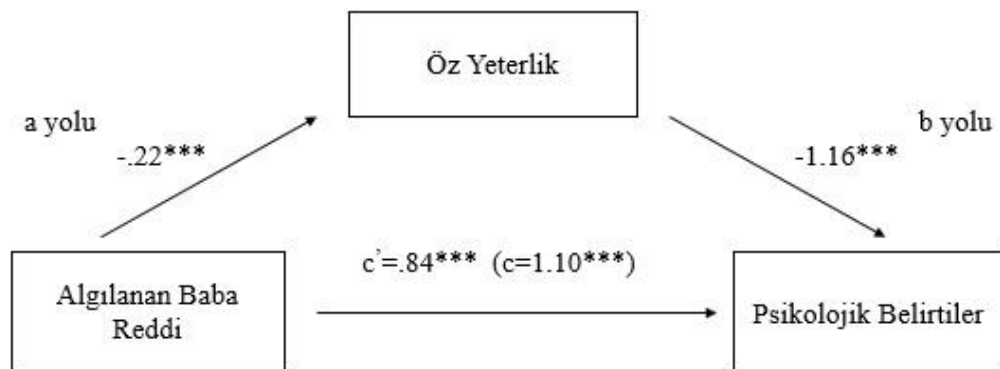 Öz Yeterlik
a yolu
b yolu
-.22***
-1.16***
c’=.84*** (c=1.10***)
Algılanan Baba
Reddi
Psikolojik Belirtiler